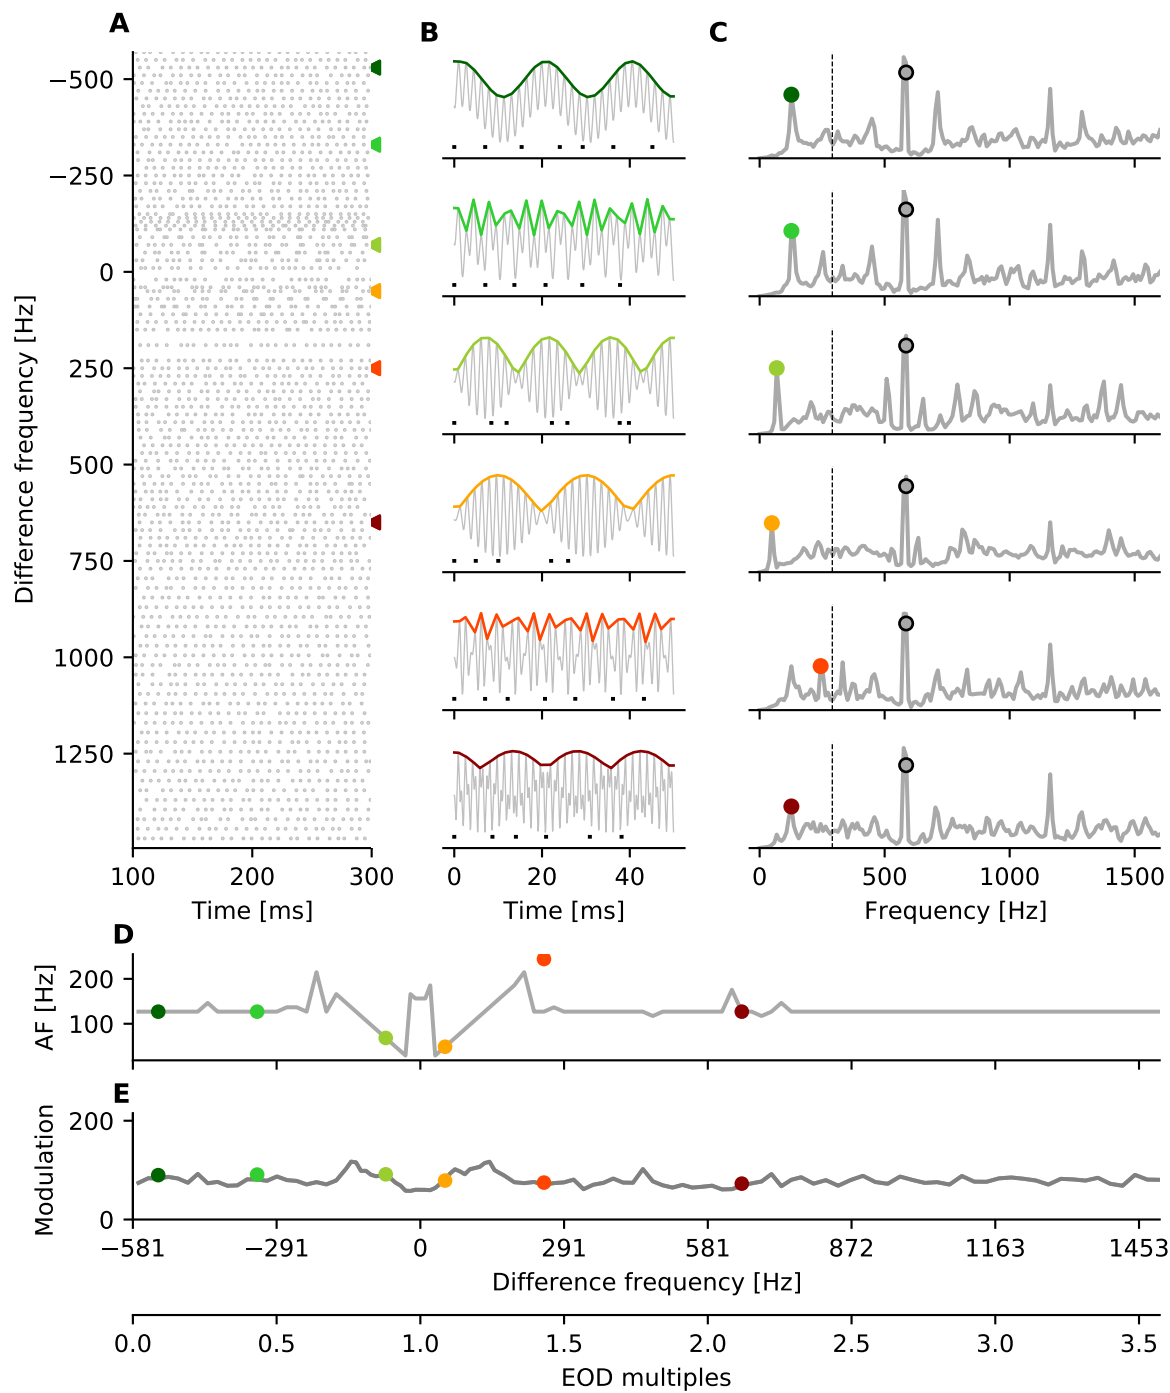 A
B
C
Difference frequency [Hz]
−500
−250
0
250
500
750
1000
1250
100 200 300
Time [ms]
0 20 40
Time [ms]
0 500 1000 1500
Frequency [Hz]
D
AF [Hz]
200
100
E
Modulation
200
0
−581 −291 0 291 581 872 1163 1453
Difference frequency [Hz]
0.0 0.5 1.0 1.5 2.0 2.5 3.0 3.5
EOD multiples